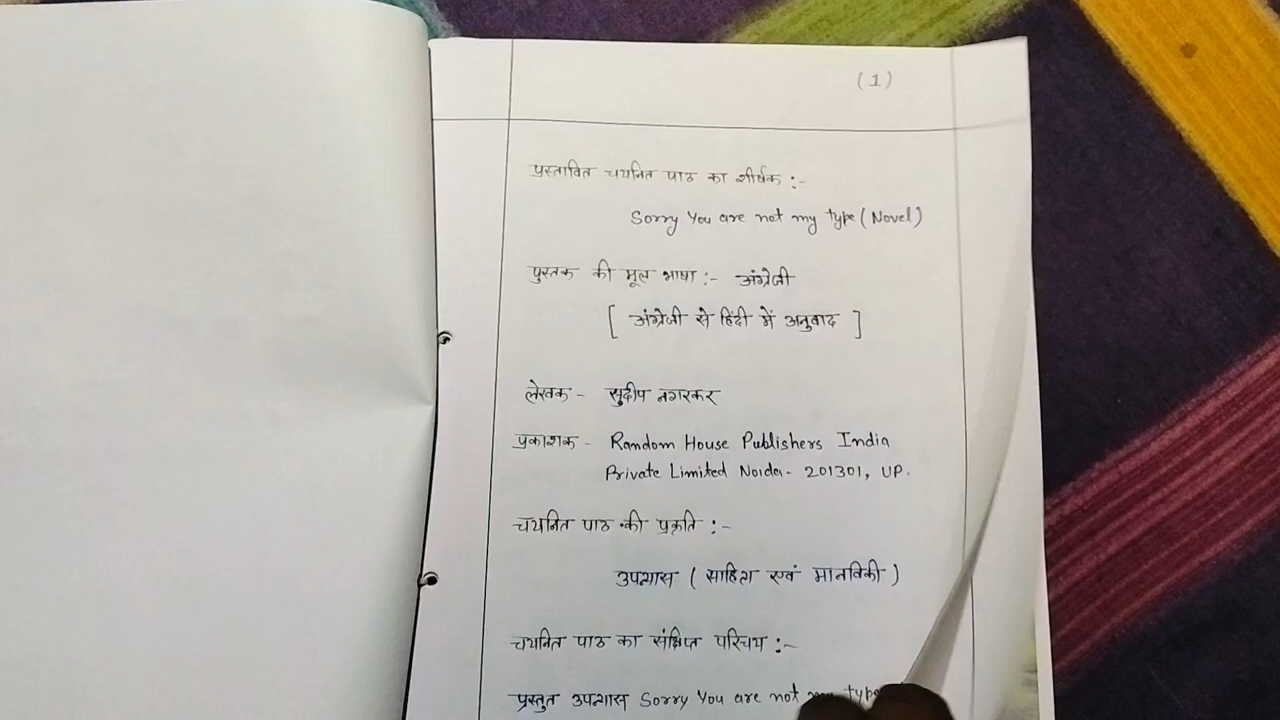 (1)
प्रस्तावित चयनित पाठ का शीर्षक :-
Sorry You are not my type (Novel)
पुस्तक की मूल भाषा :- अंग्रेजी
[ अंग्रेजी से हिंदी में अनुवाद ]
लेखक - सुदीप नगरकर
प्रकाशक - Random House Publishers India
Private Limited Noida - 201301, UP.
चयनित पाठ की प्रकृति :-
उपन्यास ( साहित्य एवं मानविकी )
चयनित पाठ का संक्षिप्त परिचय :-
प्रस्तुत उपन्यास Sorry You are not my type